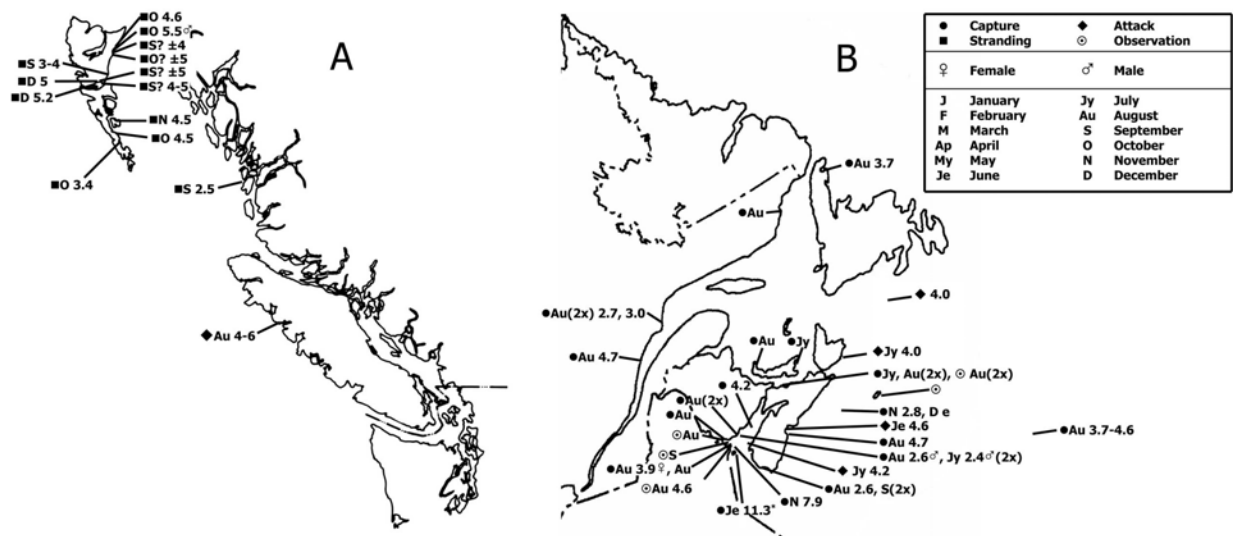 A
■O 4.6
■O 5.5♂
■S? ±4
■O? ±5
■S 3-4
■S? ±5
■D 5
■S? 4-5
■D 5.2
■N 4.5
■O 4.5
■O 3.4
■S 2.5
◆Au 4-6
B
●Au 3.7
●Au
◆ 4.0
●Au(2x) 2.7, 3.0
●Au 4.7
●Au
●Jy
◆Jy 4.0
●Jy, Au(2x), ☉ Au(2x)
● 4.2
☉
●Au(2x)
●Au
●N 2.8, D e
◆Je 4.6
☉Au
●Au 4.7
●Au 3.7-4.6
☉S
●Au 2.6♂, Jy 2.4♂(2x)
●Au 3.9♀, Au
◆Jy 4.2
☉Au 4.6
●Au 2.6, S(2x)
●N 7.9
●Je 11.3*
● Capture ◆ Attack
■ Stranding ☉ Observation
♀ Female ♂ Male
J January Jy July
F February Au August
M March S September
Ap April O October
My May N November
Je June D December